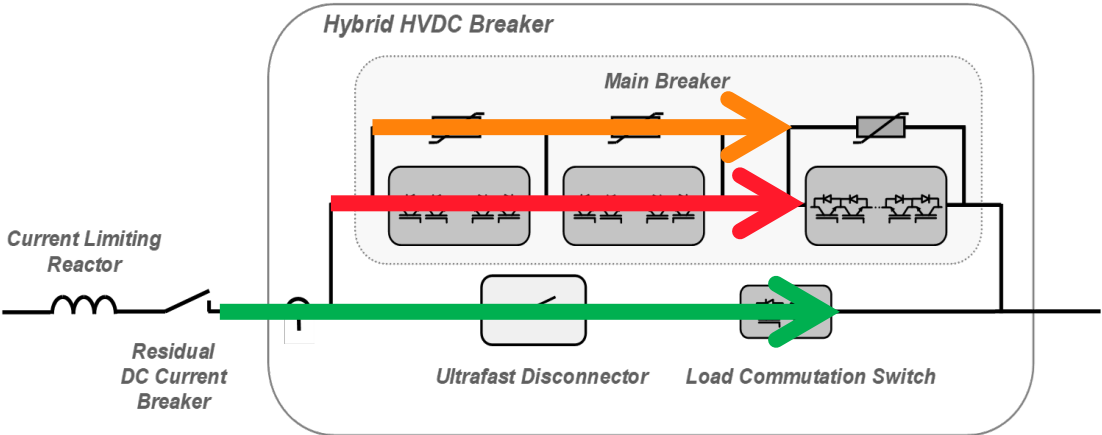 Hybrid HVDC Breaker
Main Breaker
Current Limiting
Reactor
Residual
DC Current
Breaker
Ultrafast Disconnector
Load Commutation Switch